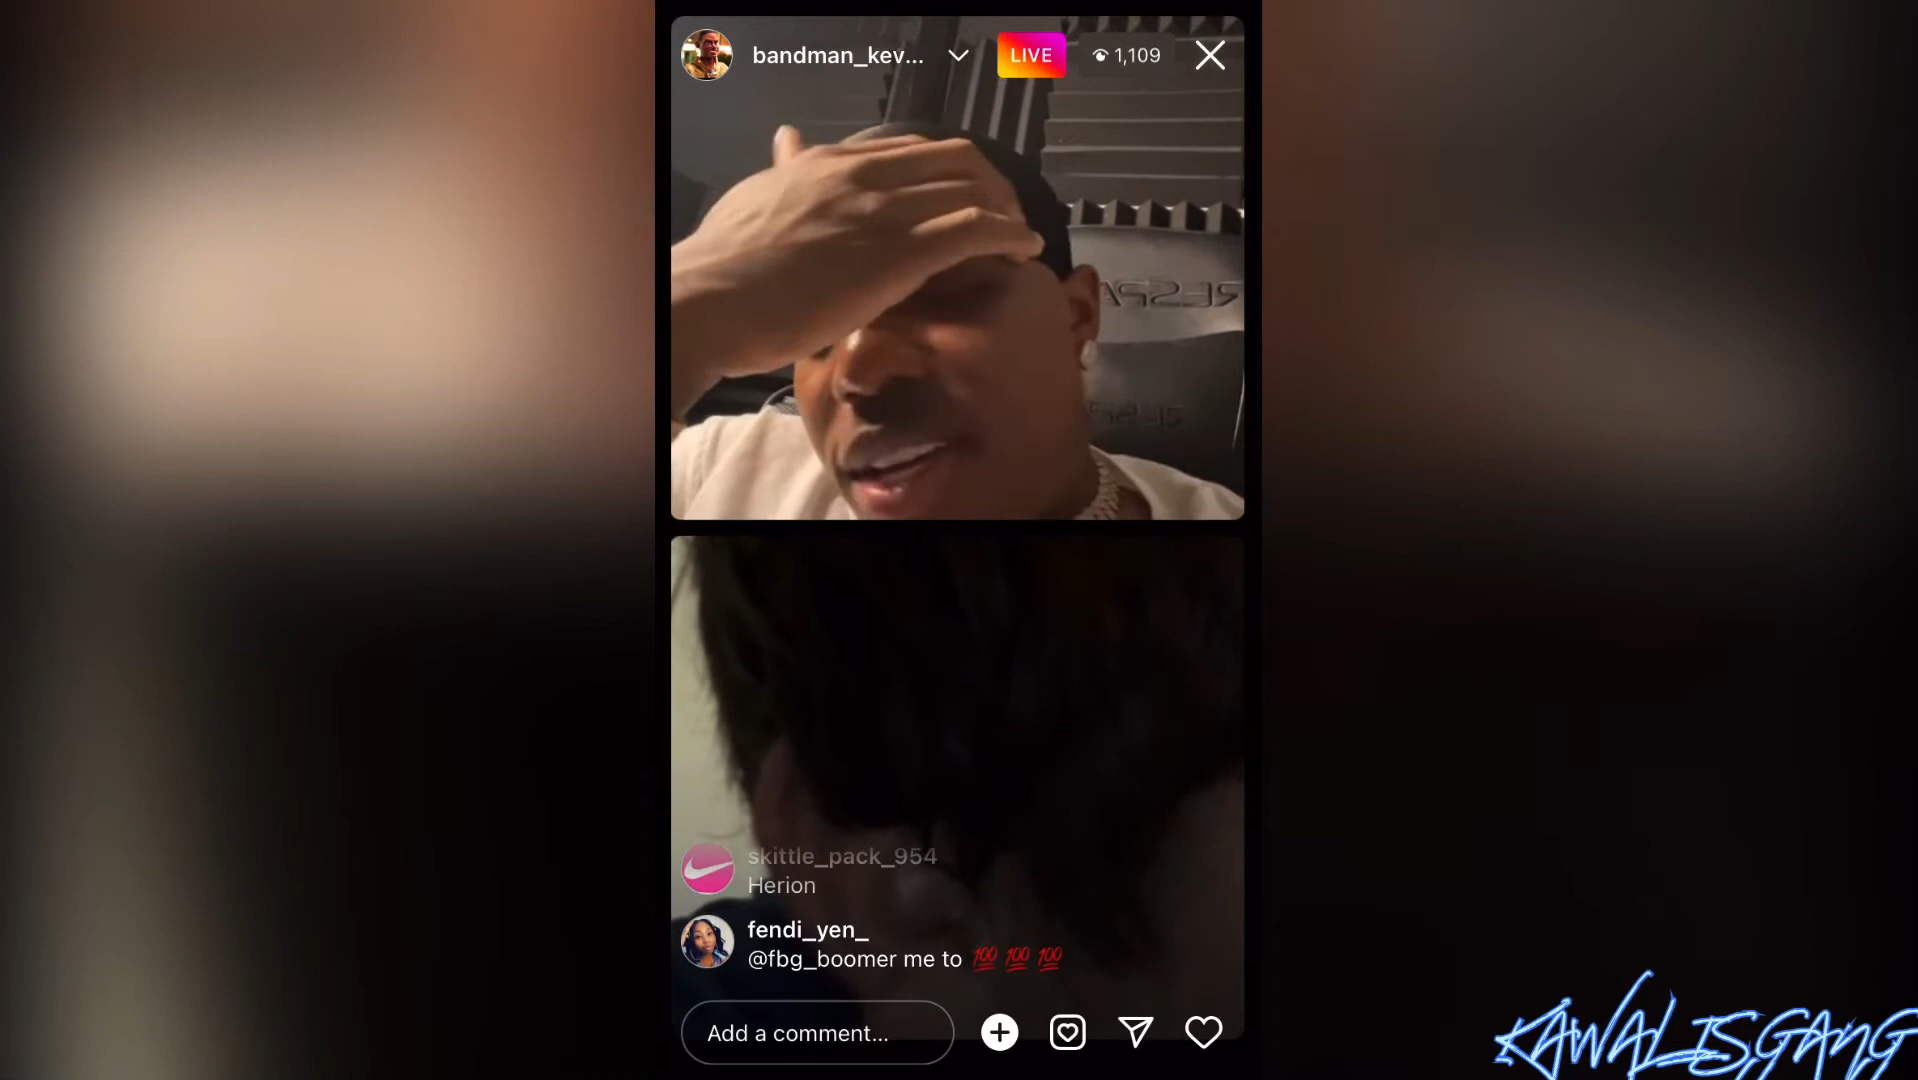 bandman_kev...
LIVE
1,109
skittle_pack_954
Herion
fendi_yen_
@fbg_boomer me to 💯 💯 💯
Add a comment...
KAWALISGANG